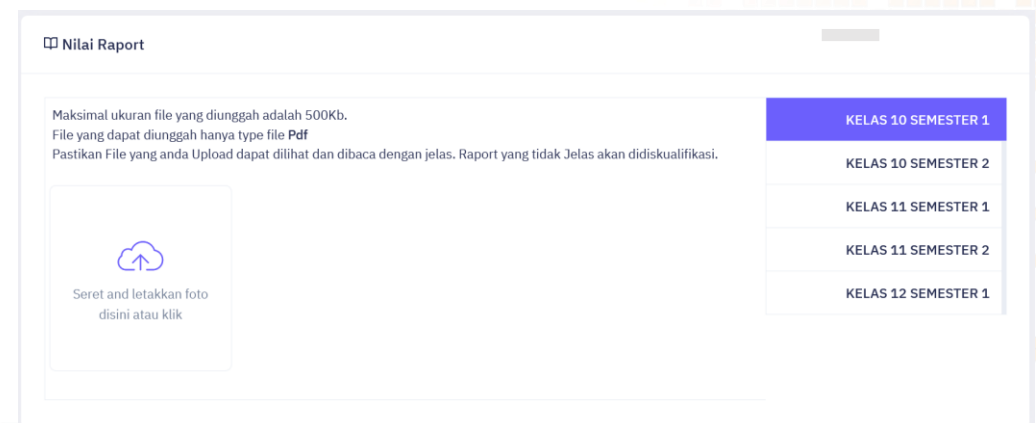 Nilai Raport
Maksimal ukuran file yang diunggah adalah 500Kb.
File yang dapat diunggah hanya type file Pdf
Pastikan File yang anda Upload dapat dilihat dan dibaca dengan jelas. Raport yang tidak Jelas akan didiskualifikasi.
Seret and letakkan foto
disini atau klik
KELAS 10 SEMESTER 1
KELAS 10 SEMESTER 2
KELAS 11 SEMESTER 1
KELAS 11 SEMESTER 2
KELAS 12 SEMESTER 1